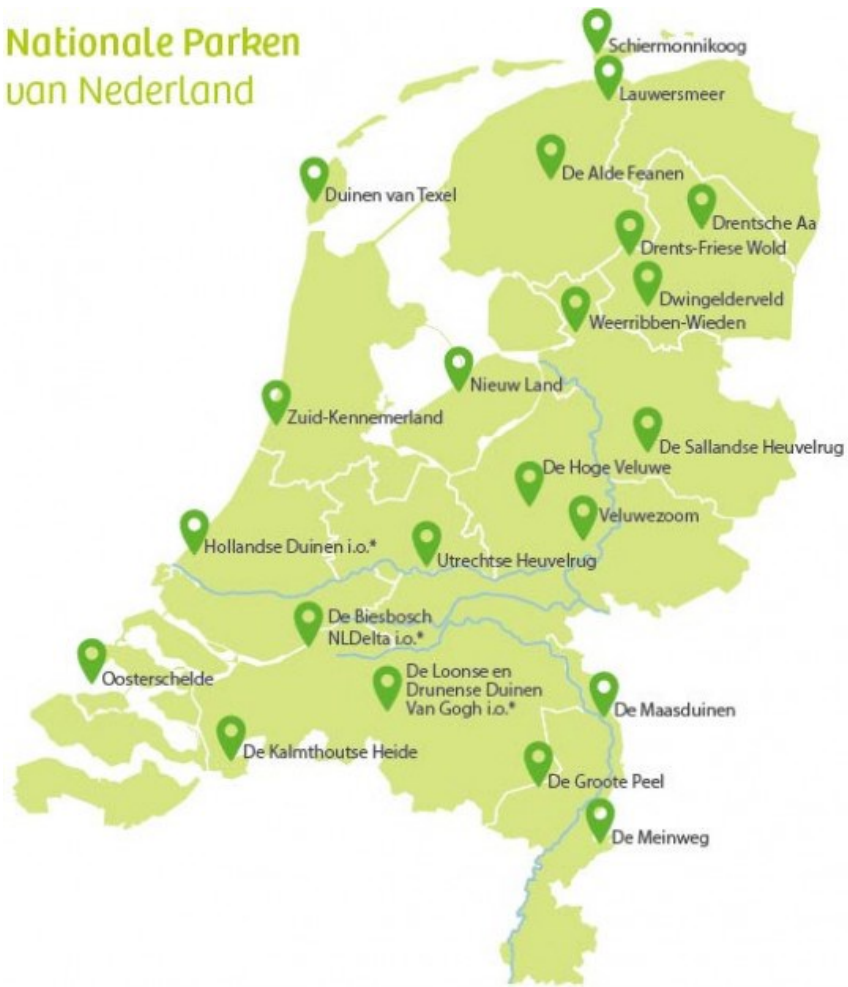 Nationale Parken
van Nederland
Schiermonnikoog
Lauwersmeer
De Alde Feanen
Duinen van Texel
Drentsche Aa
Drents-Friese Wold
Dwingelderveld
Weerribben-Wieden
Nieuw Land
Zuid-Kennemerland
De Sallandse Heuvelrug
De Hoge Veluwe
Veluwezoom
Hollandse Duinen i.o.*
Utrechtse Heuvelrug
De Biesbosch
NLDelta i.o.*
De Loonse en
Drunense Duinen
Van Gogh i.o.*
Oosterschelde
De Maasduinen
De Kalmthoutse Heide
De Groote Peel
De Meinweg